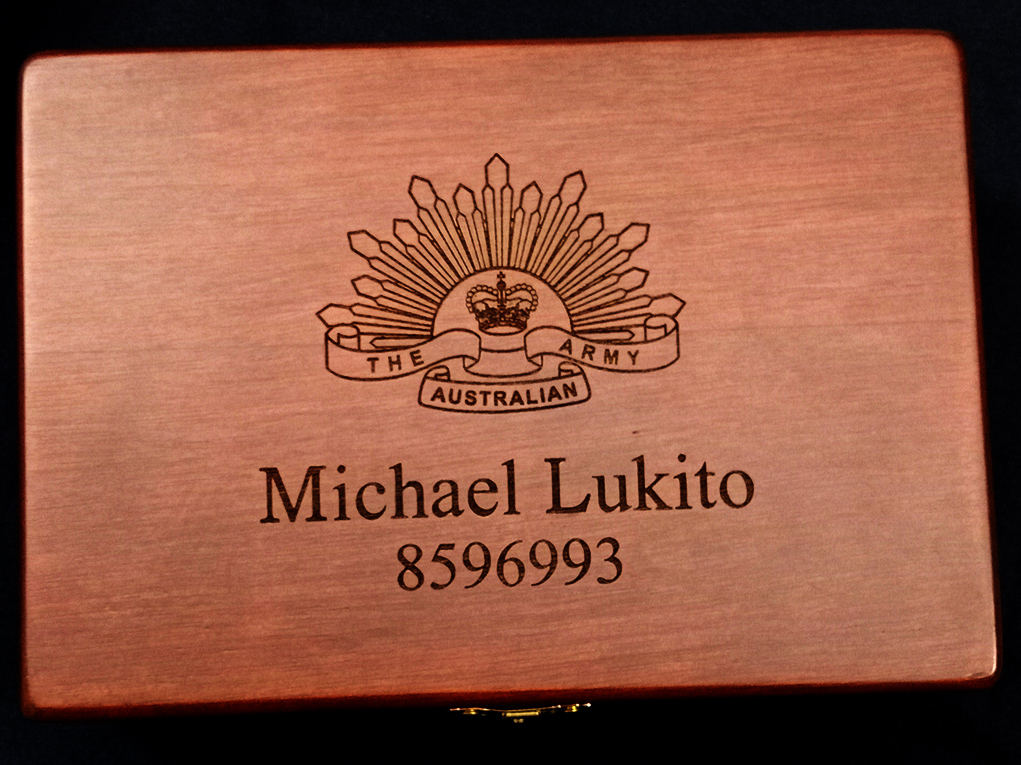 THE ARMY
AUSTRALIAN
Michael Lukito
8596993